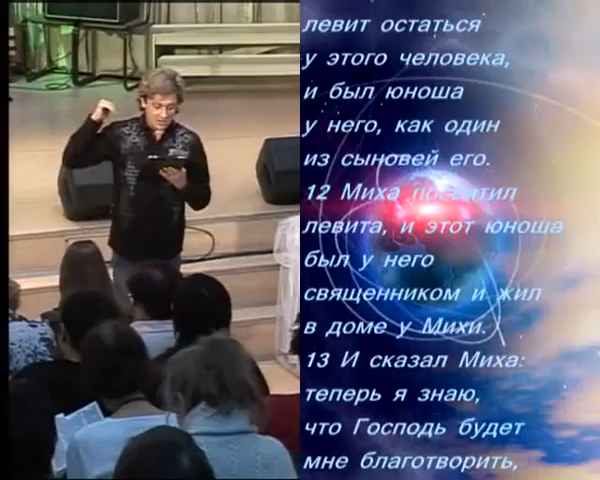 левит остаться
у этого человека,
и был юноша
у него, как один
из сыновей его.
12 Миха посвятил
левита, и этот юноша
был у него
священником и жил
в доме у Михи.
13 И сказал Миха:
теперь я знаю,
что Господь будет
мне благотворить,